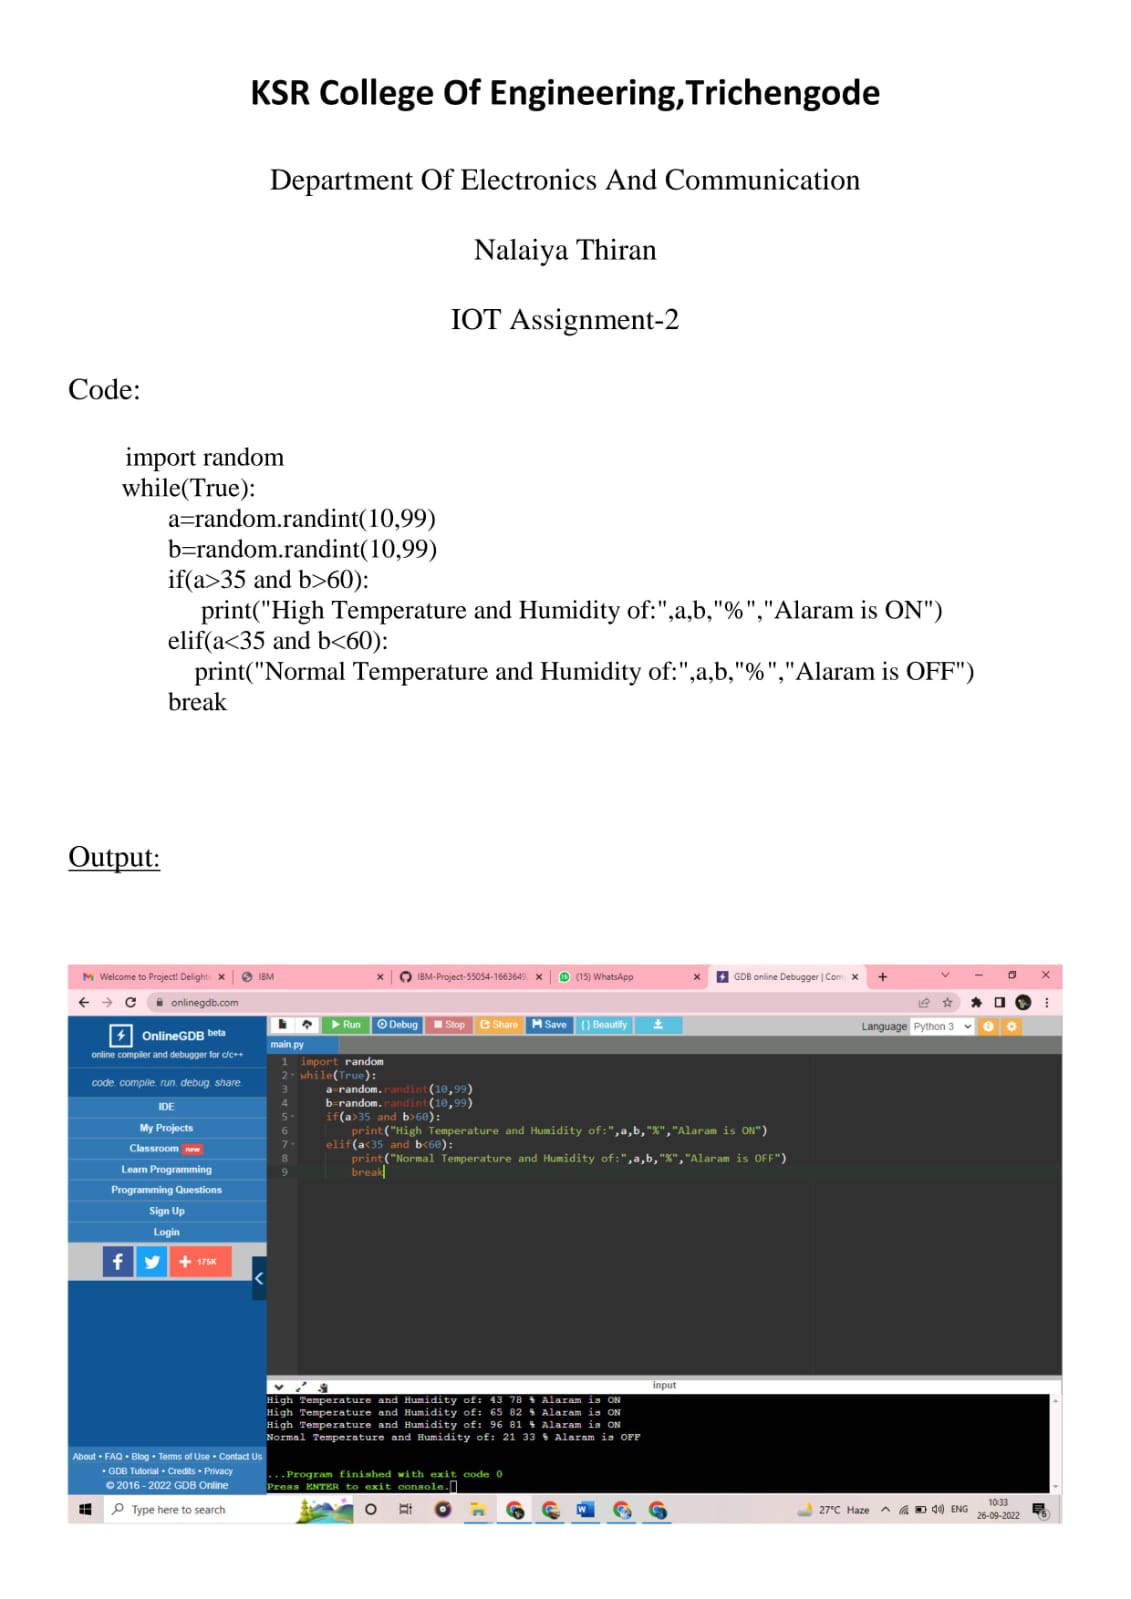 KSR College Of Engineering,Trichengode
Department Of Electronics And Communication
Nalaiya Thiran
IOT Assignment-2
Code:
import random
while(True):
a=random.randint(10,99)
b=random.randint(10,99)
if(a>35 and b>60):
print("High Temperature and Humidity of:",a,b,"%","Alaram is ON")
elif(a<35 and b<60):
print("Normal Temperature and Humidity of:",a,b,"%","Alaram is OFF")
break
Output:
Welcome to Project! Delight
IBM
IBM-Project-55054-1663649
(15) WhatsApp
GDB online Debugger | Com
onlinegdb.com
OnlineGDB beta
online compiler and debugger for c/c++
code. compile. run. debug. share.
IDE
My Projects
Classroom new
Learn Programming
Programming Questions
Sign Up
Login
175K
Run Debug Stop Share Save {} Beautify
Language Python 3
main.py
1 import random
2 while(True):
3 a=random.randint(10,99)
4 b=random.randint(10,99)
5 if(a>35 and b>60):
6 print("High Temperature and Humidity of:",a,b,"%","Alaram is ON")
7 elif(a<35 and b<60):
8 print("Normal Temperature and Humidity of:",a,b,"%","Alaram is OFF")
9 break
input
High Temperature and Humidity of: 43 78 % Alaram is ON
High Temperature and Humidity of: 65 82 % Alaram is ON
High Temperature and Humidity of: 96 81 % Alaram is ON
Normal Temperature and Humidity of: 21 33 % Alaram is OFF
...Program finished with exit code 0
Press ENTER to exit console.
About • FAQ • Blog • Terms of Use • Contact Us
• GDB Tutorial • Credits • Privacy
© 2016 - 2022 GDB Online
Type here to search
27°C Haze
ENG
10:33
26-09-2022